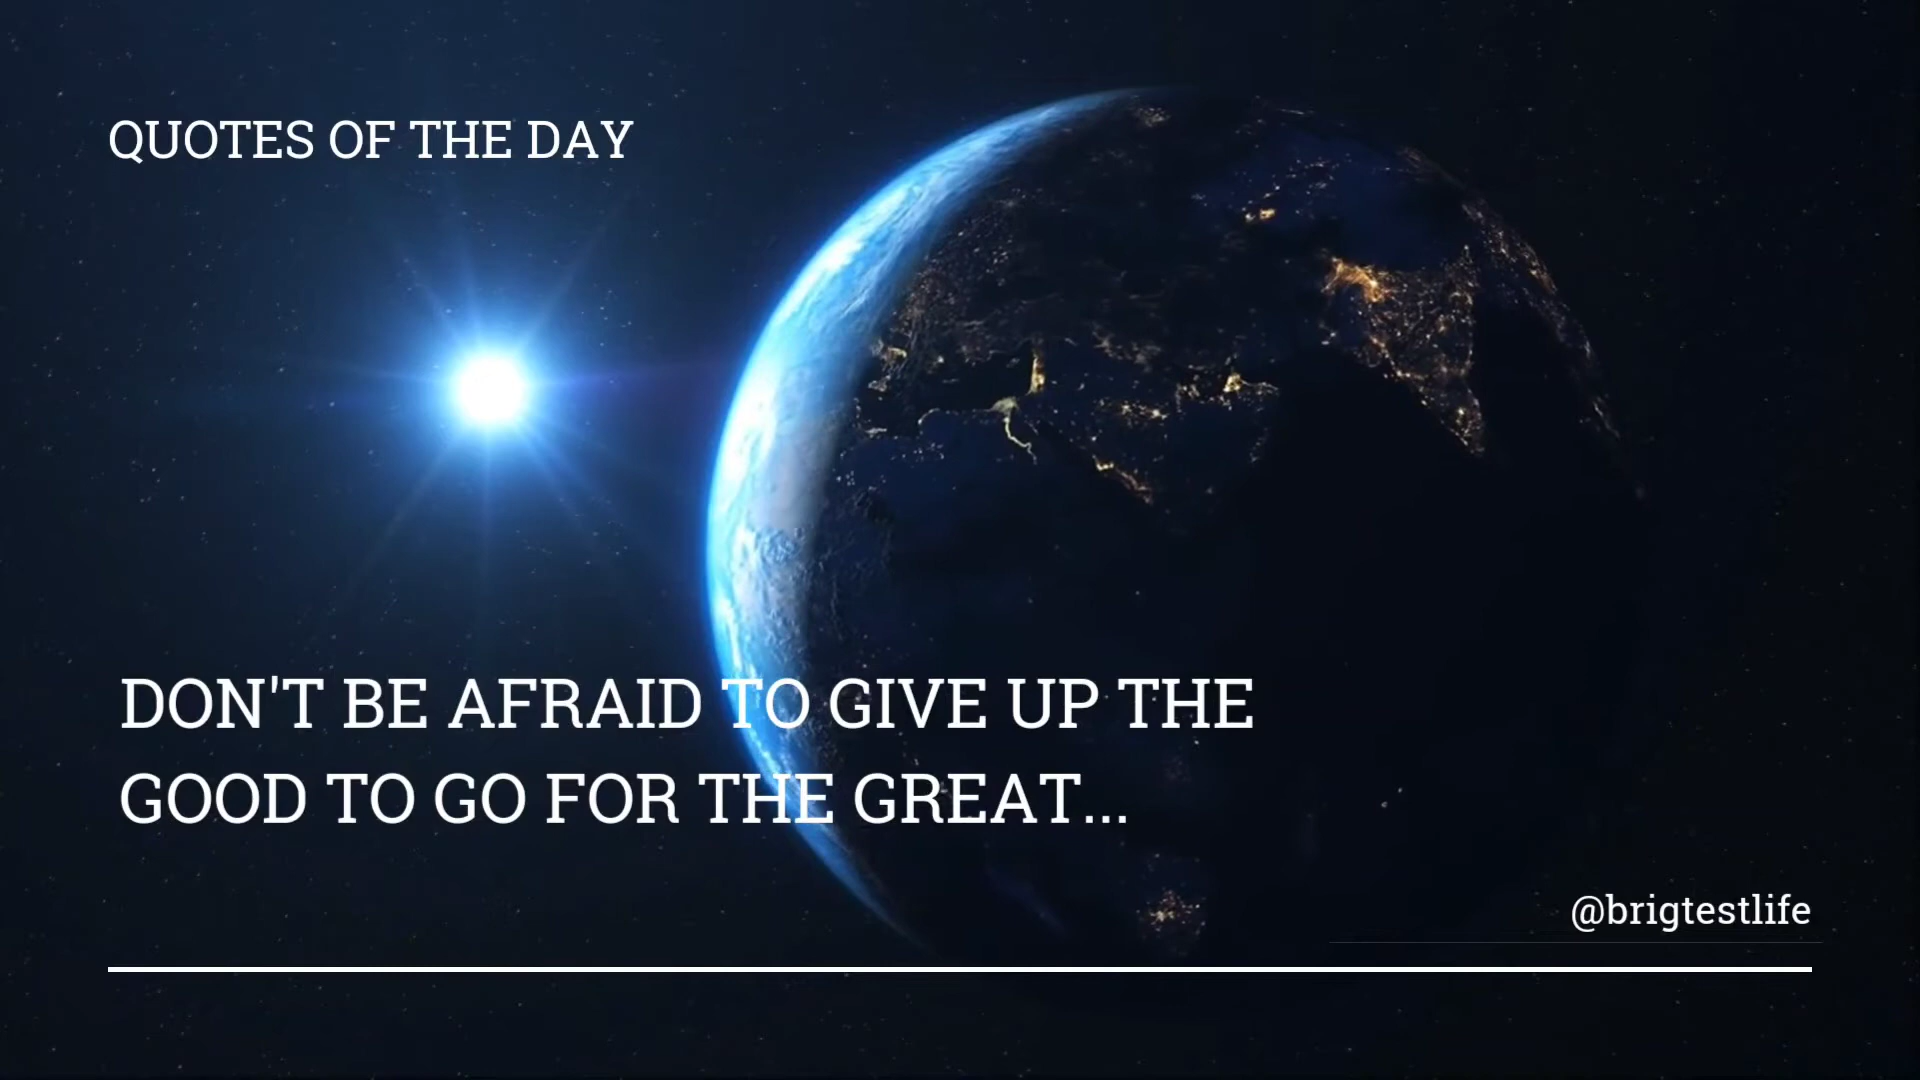 QUOTES OF THE DAY
DON'T BE AFRAID TO GIVE UP THE
GOOD TO GO FOR THE GREAT...
@brigtestlife